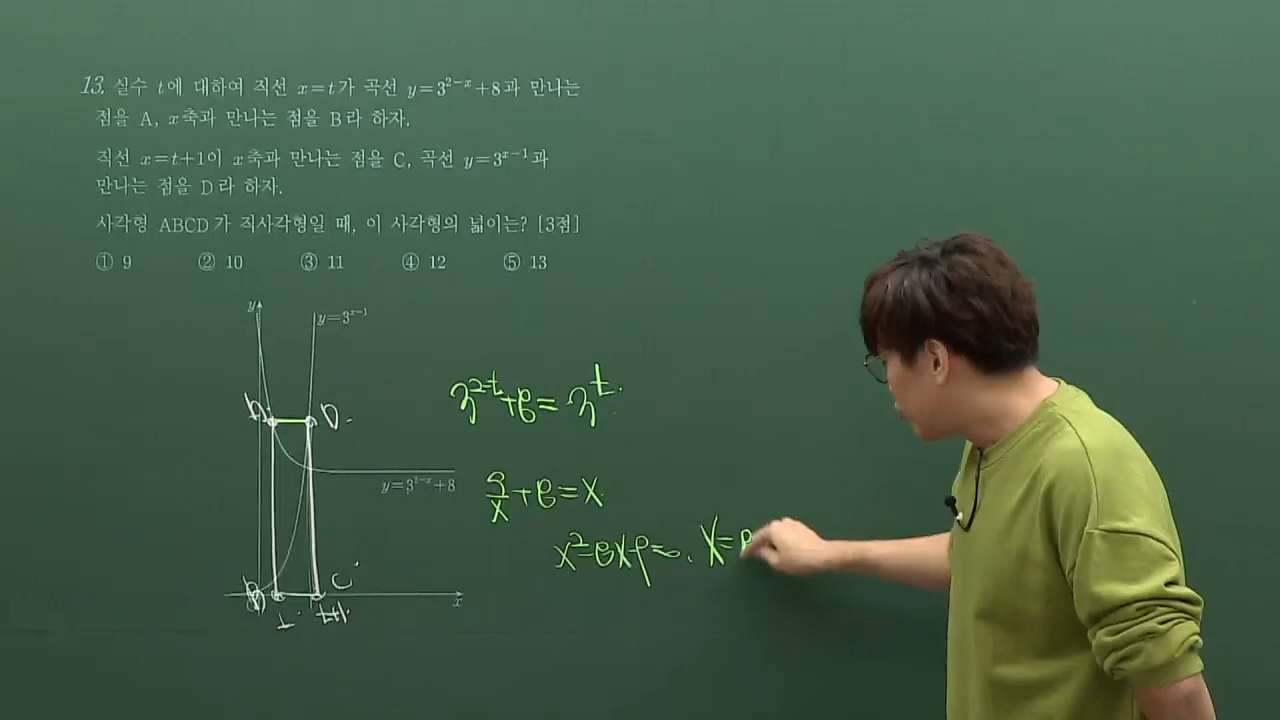 13. 실수 t에 대하여 직선 x=t가 곡선 y=3^{2-x}+8과 만나는
점을 A, x축과 만나는 점을 B라 하자.
직선 x=t+1이 x축과 만나는 점을 C, 곡선 y=3^{x-1}과
만나는 점을 D라 하자.
사각형 ABCD가 직사각형일 때, 이 사각형의 넓이는? [3점]
① 9 ② 10 ③ 11 ④ 12 ⑤ 13
y
y=3^{x-1}
A D
3^{2-t}+8=3^t
y=3^{2-x}+8
9/X+8=X
X^2-8X-9=0. X=
B C
x
t t+1